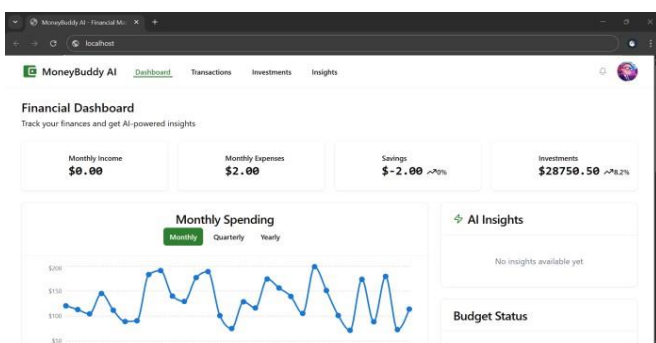 MoneyBuddy AI - Financial Ma
localhost
MoneyBuddy AI Dashboard Transactions Investments Insights
Financial Dashboard
Track your finances and get AI-powered insights
Monthly Income
$0.00
Monthly Expenses
$2.00
Savings
$-2.00 0%
Investments
$28750.50 8.2%
Monthly Spending
Monthly Quarterly Yearly
$200
$150
$100
$50
AI Insights
No insights available yet
Budget Status